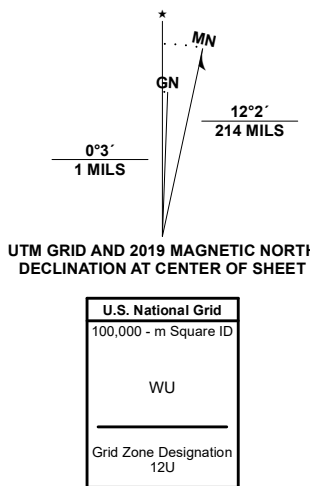 ★
MN
GN
12°2´
214 MILS
0°3´
1 MILS
UTM GRID AND 2019 MAGNETIC NORTH
DECLINATION AT CENTER OF SHEET
U.S. National Grid
100,000 - m Square ID
WU
Grid Zone Designation
12U